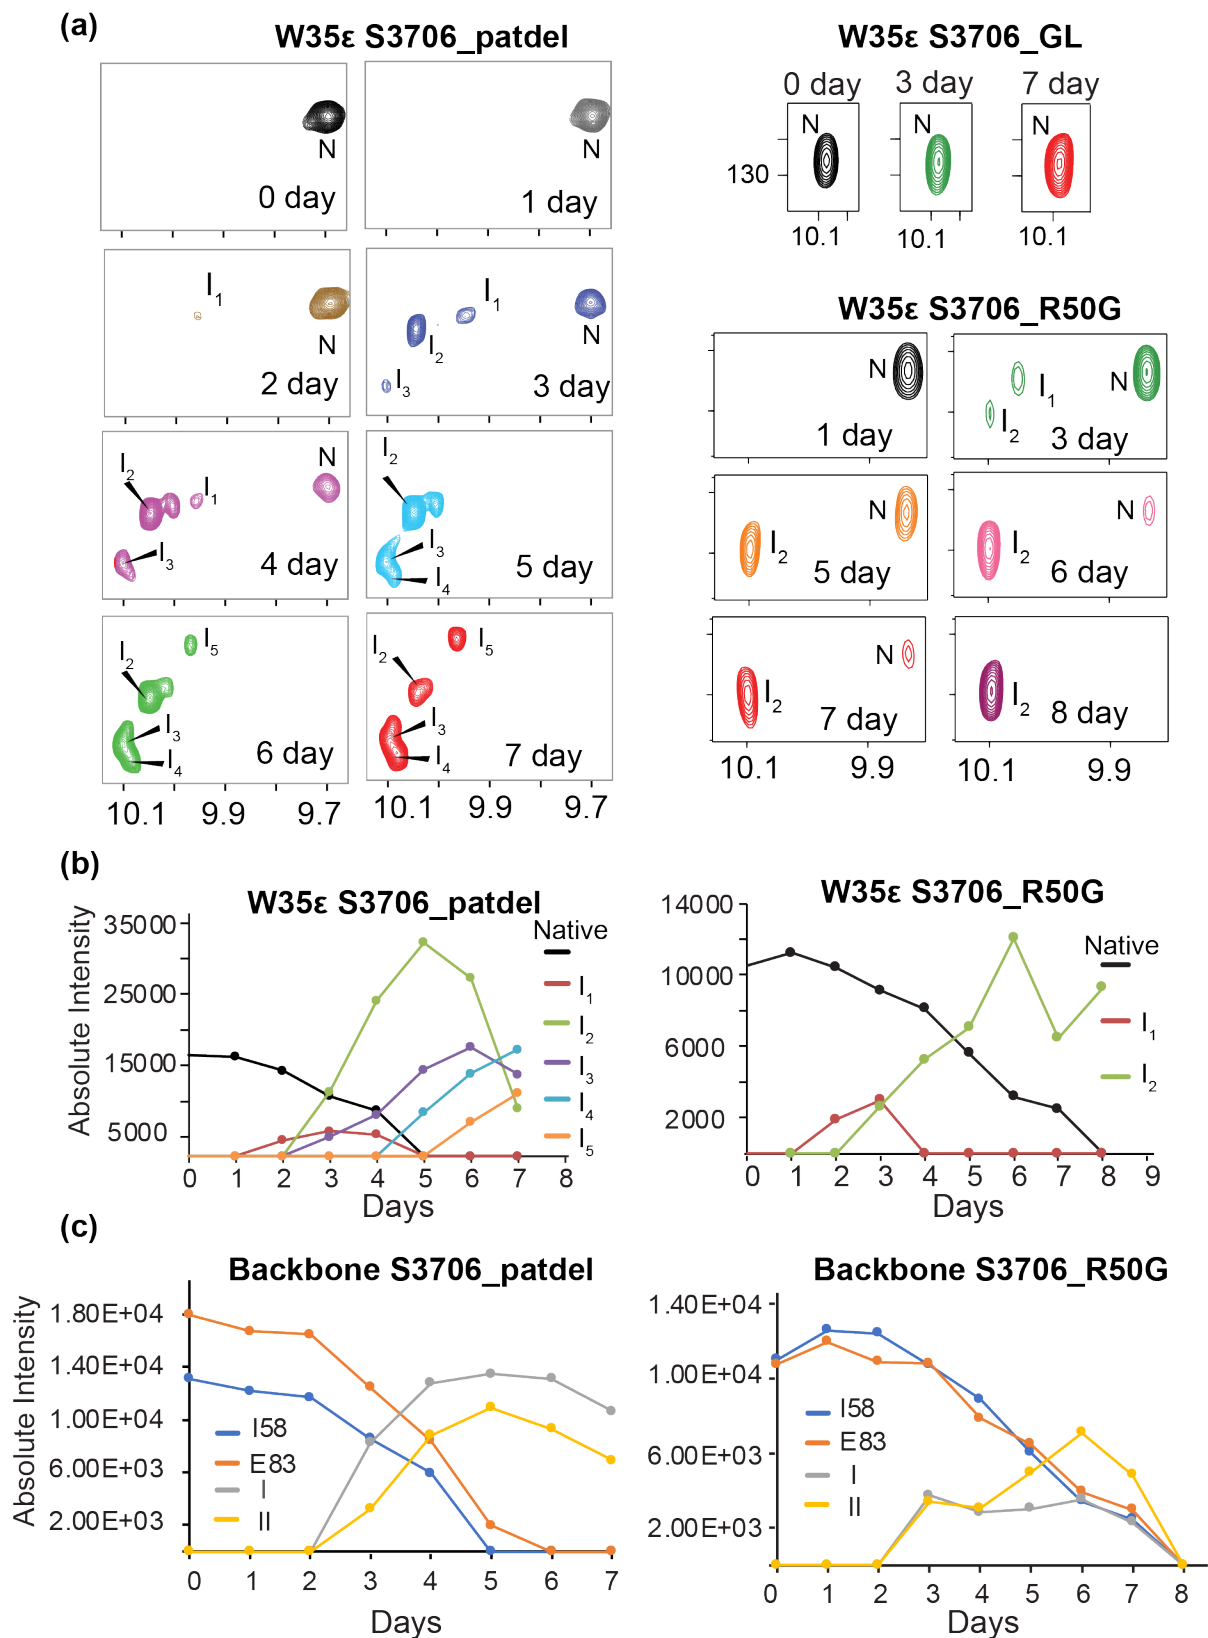 (a)
W35ε S3706_patdel
N
0 day
N
1 day
I1
N
2 day
I1
I2
I3
N
3 day
I2
I1
N
I3
4 day
I2
I3
I4
5 day
I5
I2
I3
I4
6 day
I5
I2
I3
I4
7 day
10.1 9.9 9.7
10.1 9.9 9.7
W35ε S3706_GL
0 day 3 day 7 day
N N N
130
10.1 10.1 10.1
W35ε S3706_R50G
N
1 day
I1
N
I2
3 day
N
I2
5 day
N
I2
6 day
N
I2
7 day
I2
8 day
10.1 9.9
10.1 9.9
(b)
W35ε S3706_patdel
Absolute Intensity
35000
25000
15000
5000
0 1 2 3 4 5 6 7 8
Days
Native
I1
I2
I3
I4
I5
W35ε S3706_R50G
14000
10000
6000
2000
0 1 2 3 4 5 6 7 8 9
Days
Native
I1
I2
(c)
Backbone S3706_patdel
Absolute Intensity
1.80E+04
1.40E+04
1.00E+04
6.00E+03
2.00E+03
I58
E83
I
II
0 1 2 3 4 5 6 7
Days
Backbone S3706_R50G
1.40E+04
1.00E+04
6.00E+03
2.00E+03
I58
E83
I
II
0 1 2 3 4 5 6 7 8
Days